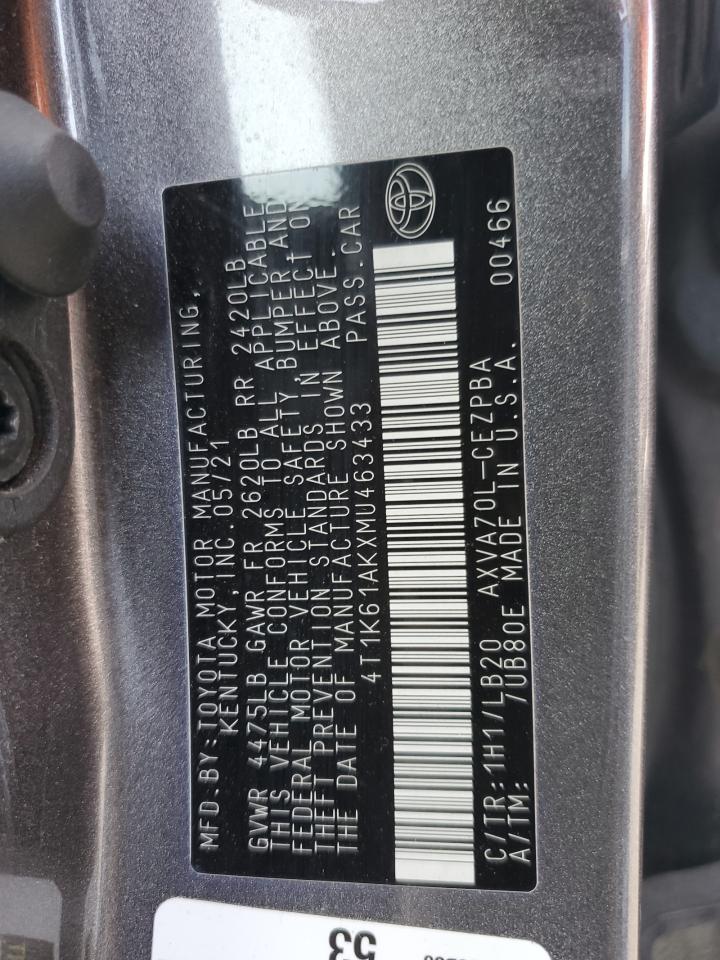 MFD.BY:TOYOTA MOTOR MANUFACTURING,
KENTUCKY,INC.05/21
GVWR 4475LB GAWR FR 2620LB RR 2420LB
THIS VEHICLE CONFORMS TO ALL APPLICABLE
FEDERAL MOTOR VEHICLE SAFETY,BUMPER,AND
THEFT PREVENTION STANDARDS IN EFFECT ON
THE DATE OF MANUFACTURE SHOWN ABOVE.
4T1K61AKXMU463433 PASS.CAR
C/TR:1H1/LB20 AXVA70L-CEZPBA
A/TM: /UB80E MADE IN U.S.A. 00466
53